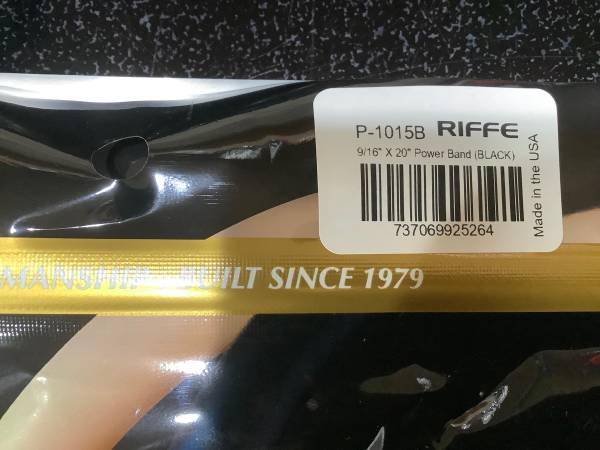 P-1015B RIFFE
9/16" X 20" Power Band (BLACK)
737069925264
Made in the USA
MANSHIP - BUILT SINCE 1979